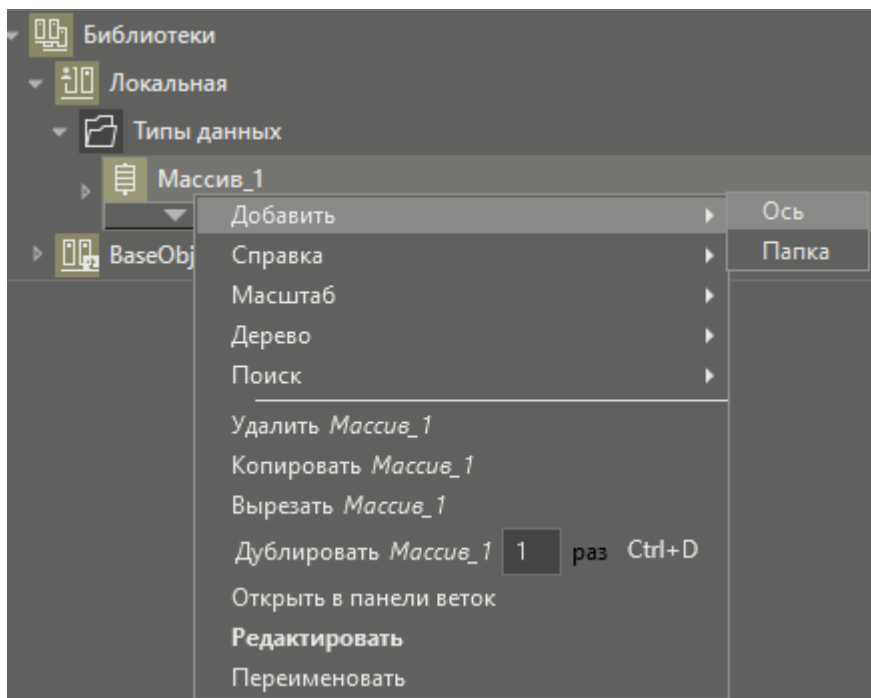 Библиотеки
Локальная
Типы данных
Массив_1
Добавить
Ось
BaseObj
Справка
Папка
Масштаб
Дерево
Поиск
Удалить Массив_1
Копировать Массив_1
Вырезать Массив_1
Дублировать Массив_1 1 раз Ctrl+D
Открыть в панели веток
Редактировать
Переименовать